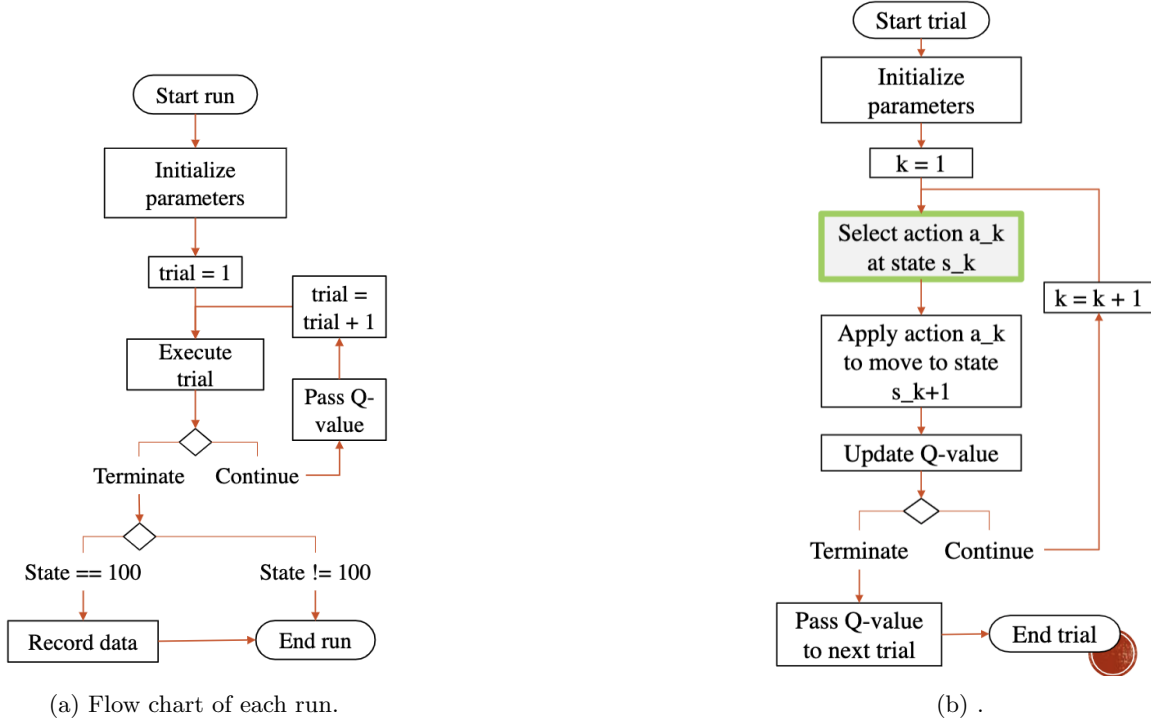 Start run
Initialize
parameters
trial = 1
trial =
trial + 1
Execute
trial
Pass Q-
value
Terminate
Continue
State == 100
State != 100
Record data
End run
(a) Flow chart of each run.
Start trial
Initialize
parameters
k = 1
Select action a_k
at state s_k
k = k + 1
Apply action a_k
to move to state
s_k+1
Update Q-value
Terminate
Continue
Pass Q-value
to next trial
End trial
(b) .